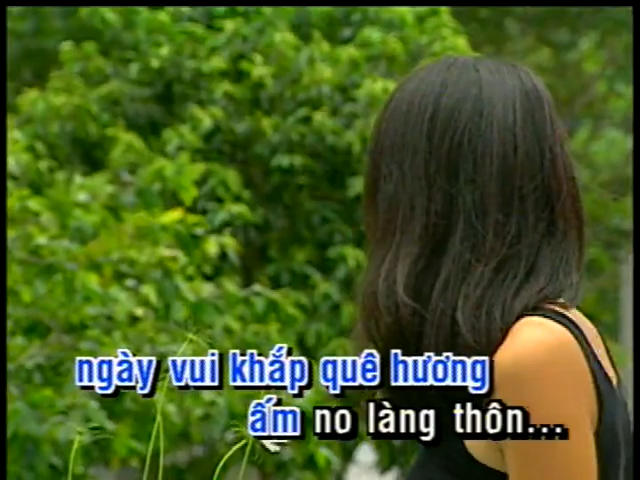 ngày vui khắp quê hương
ấm no làng thôn...